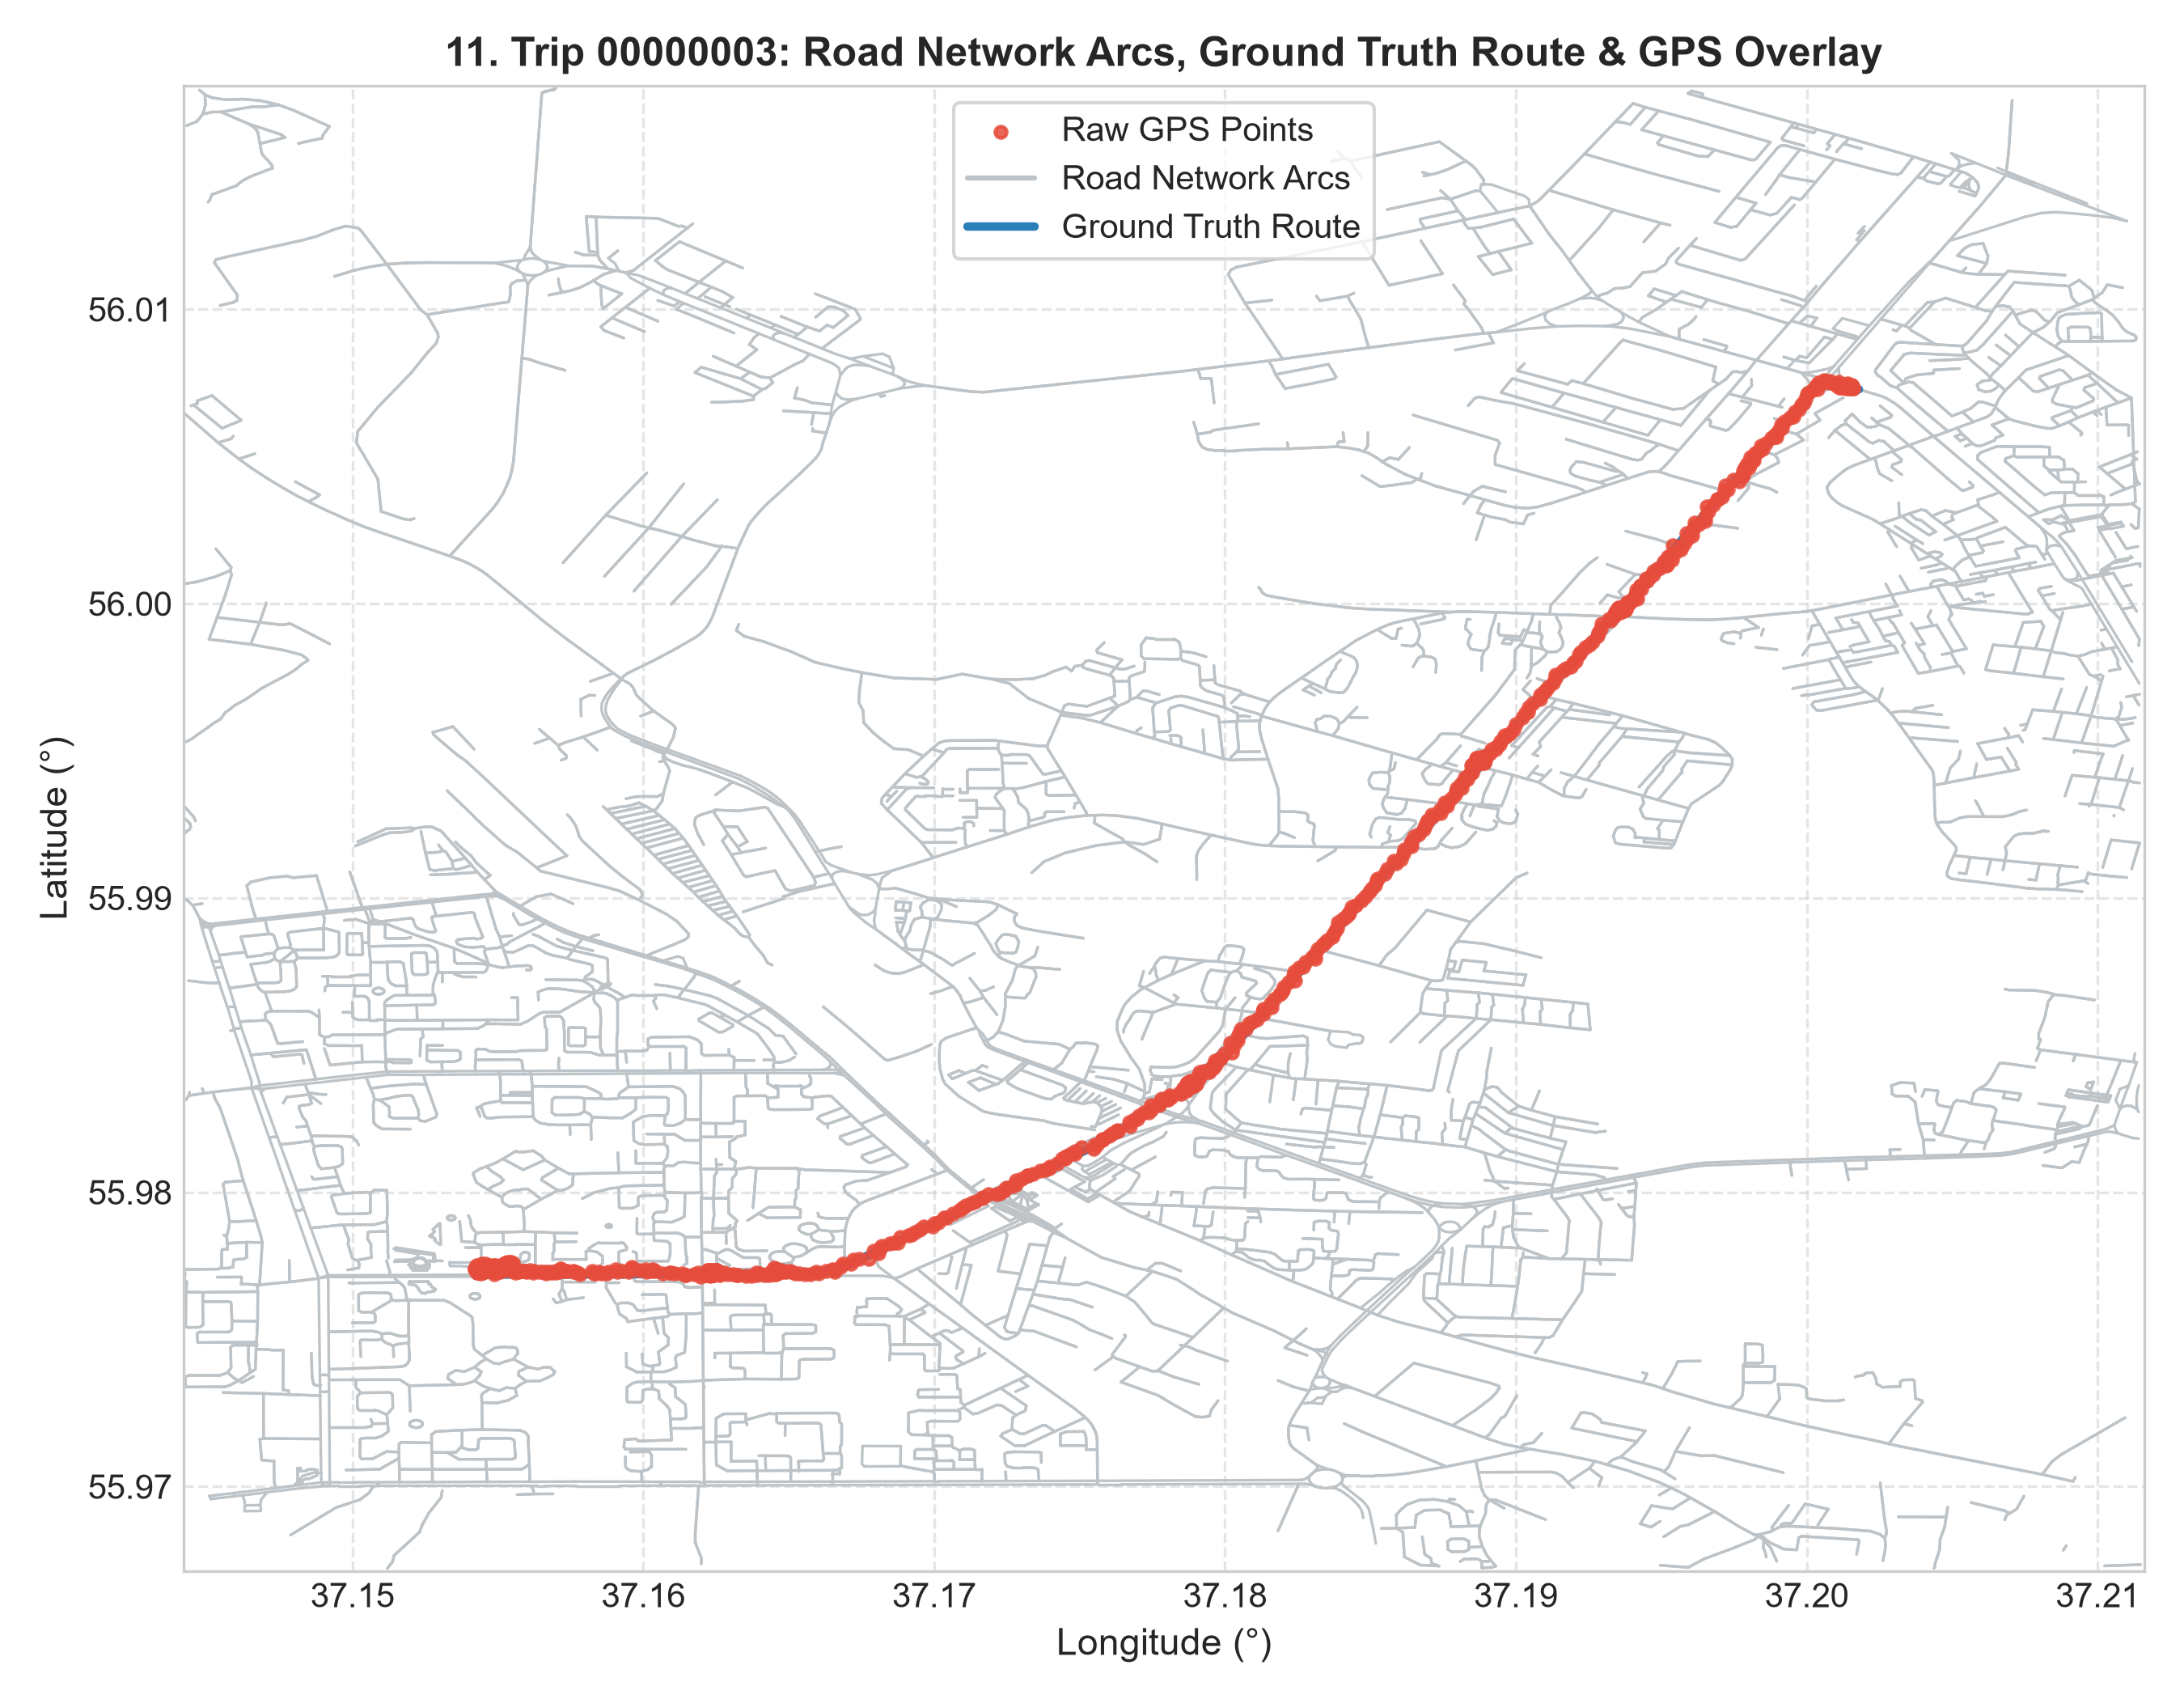 11. Trip 00000003: Road Network Arcs, Ground Truth Route & GPS Overlay
Raw GPS Points
Road Network Arcs
Ground Truth Route
56.01
56.00
55.99
55.98
55.97
Latitude (°)
37.15 37.16 37.17 37.18 37.19 37.20 37.21
Longitude (°)